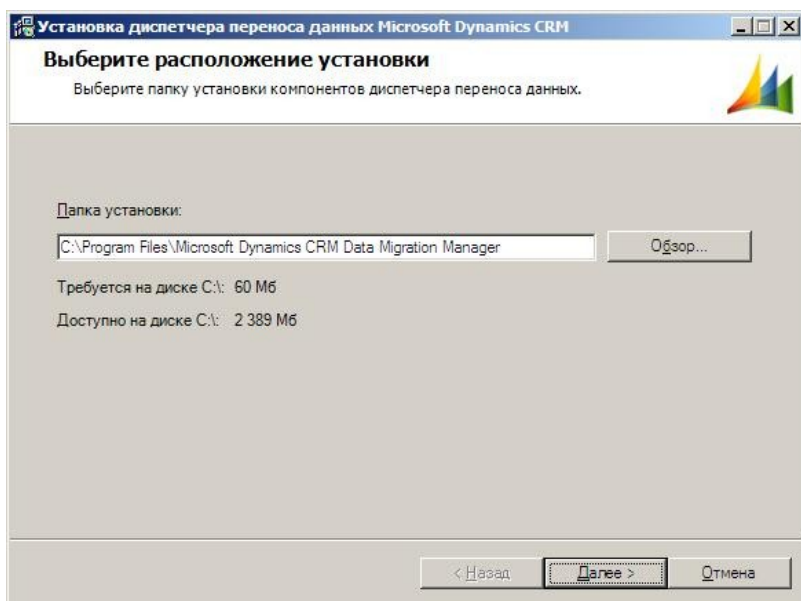 Установка диспетчера переноса данных Microsoft Dynamics CRM
Выберите расположение установки
Выберите папку установки компонентов диспетчера переноса данных.
Папка установки:
C:\Program Files\Microsoft Dynamics CRM Data Migration Manager
Обзор...
Требуется на диске C:\: 60 Мб
Доступно на диске C:\: 2 389 Мб
< Назад Далее > Отмена